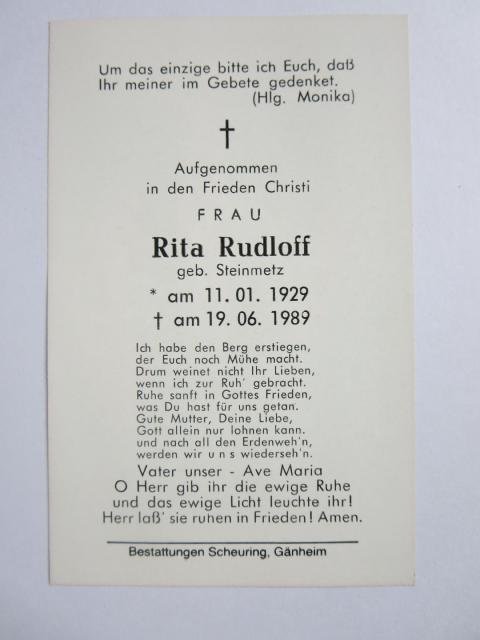 Um das einzige bitte ich Euch, daß
Ihr meiner im Gebete gedenket.
(Hlg. Monika)
†
Aufgenommen
in den Frieden Christi
FRAU
Rita Rudloff
geb. Steinmetz
* am 11. 01. 1929
† am 19. 06. 1989
Ich habe den Berg erstiegen,
der Euch noch Mühe macht.
Drum weinet nicht Ihr Lieben,
wenn ich zur Ruh' gebracht.
Ruhe sanft in Gottes Frieden,
was Du hast für uns getan.
Gute Mutter, Deine Liebe,
Gott allein nur lohnen kann.
und nach all den Erdenweh'n,
werden wir uns wiederseh'n.
Vater unser - Ave Maria
O Herr gib ihr die ewige Ruhe
und das ewige Licht leuchte ihr!
Herr laß' sie ruhen in Frieden! Amen.
Bestattungen Scheuring, Gänheim